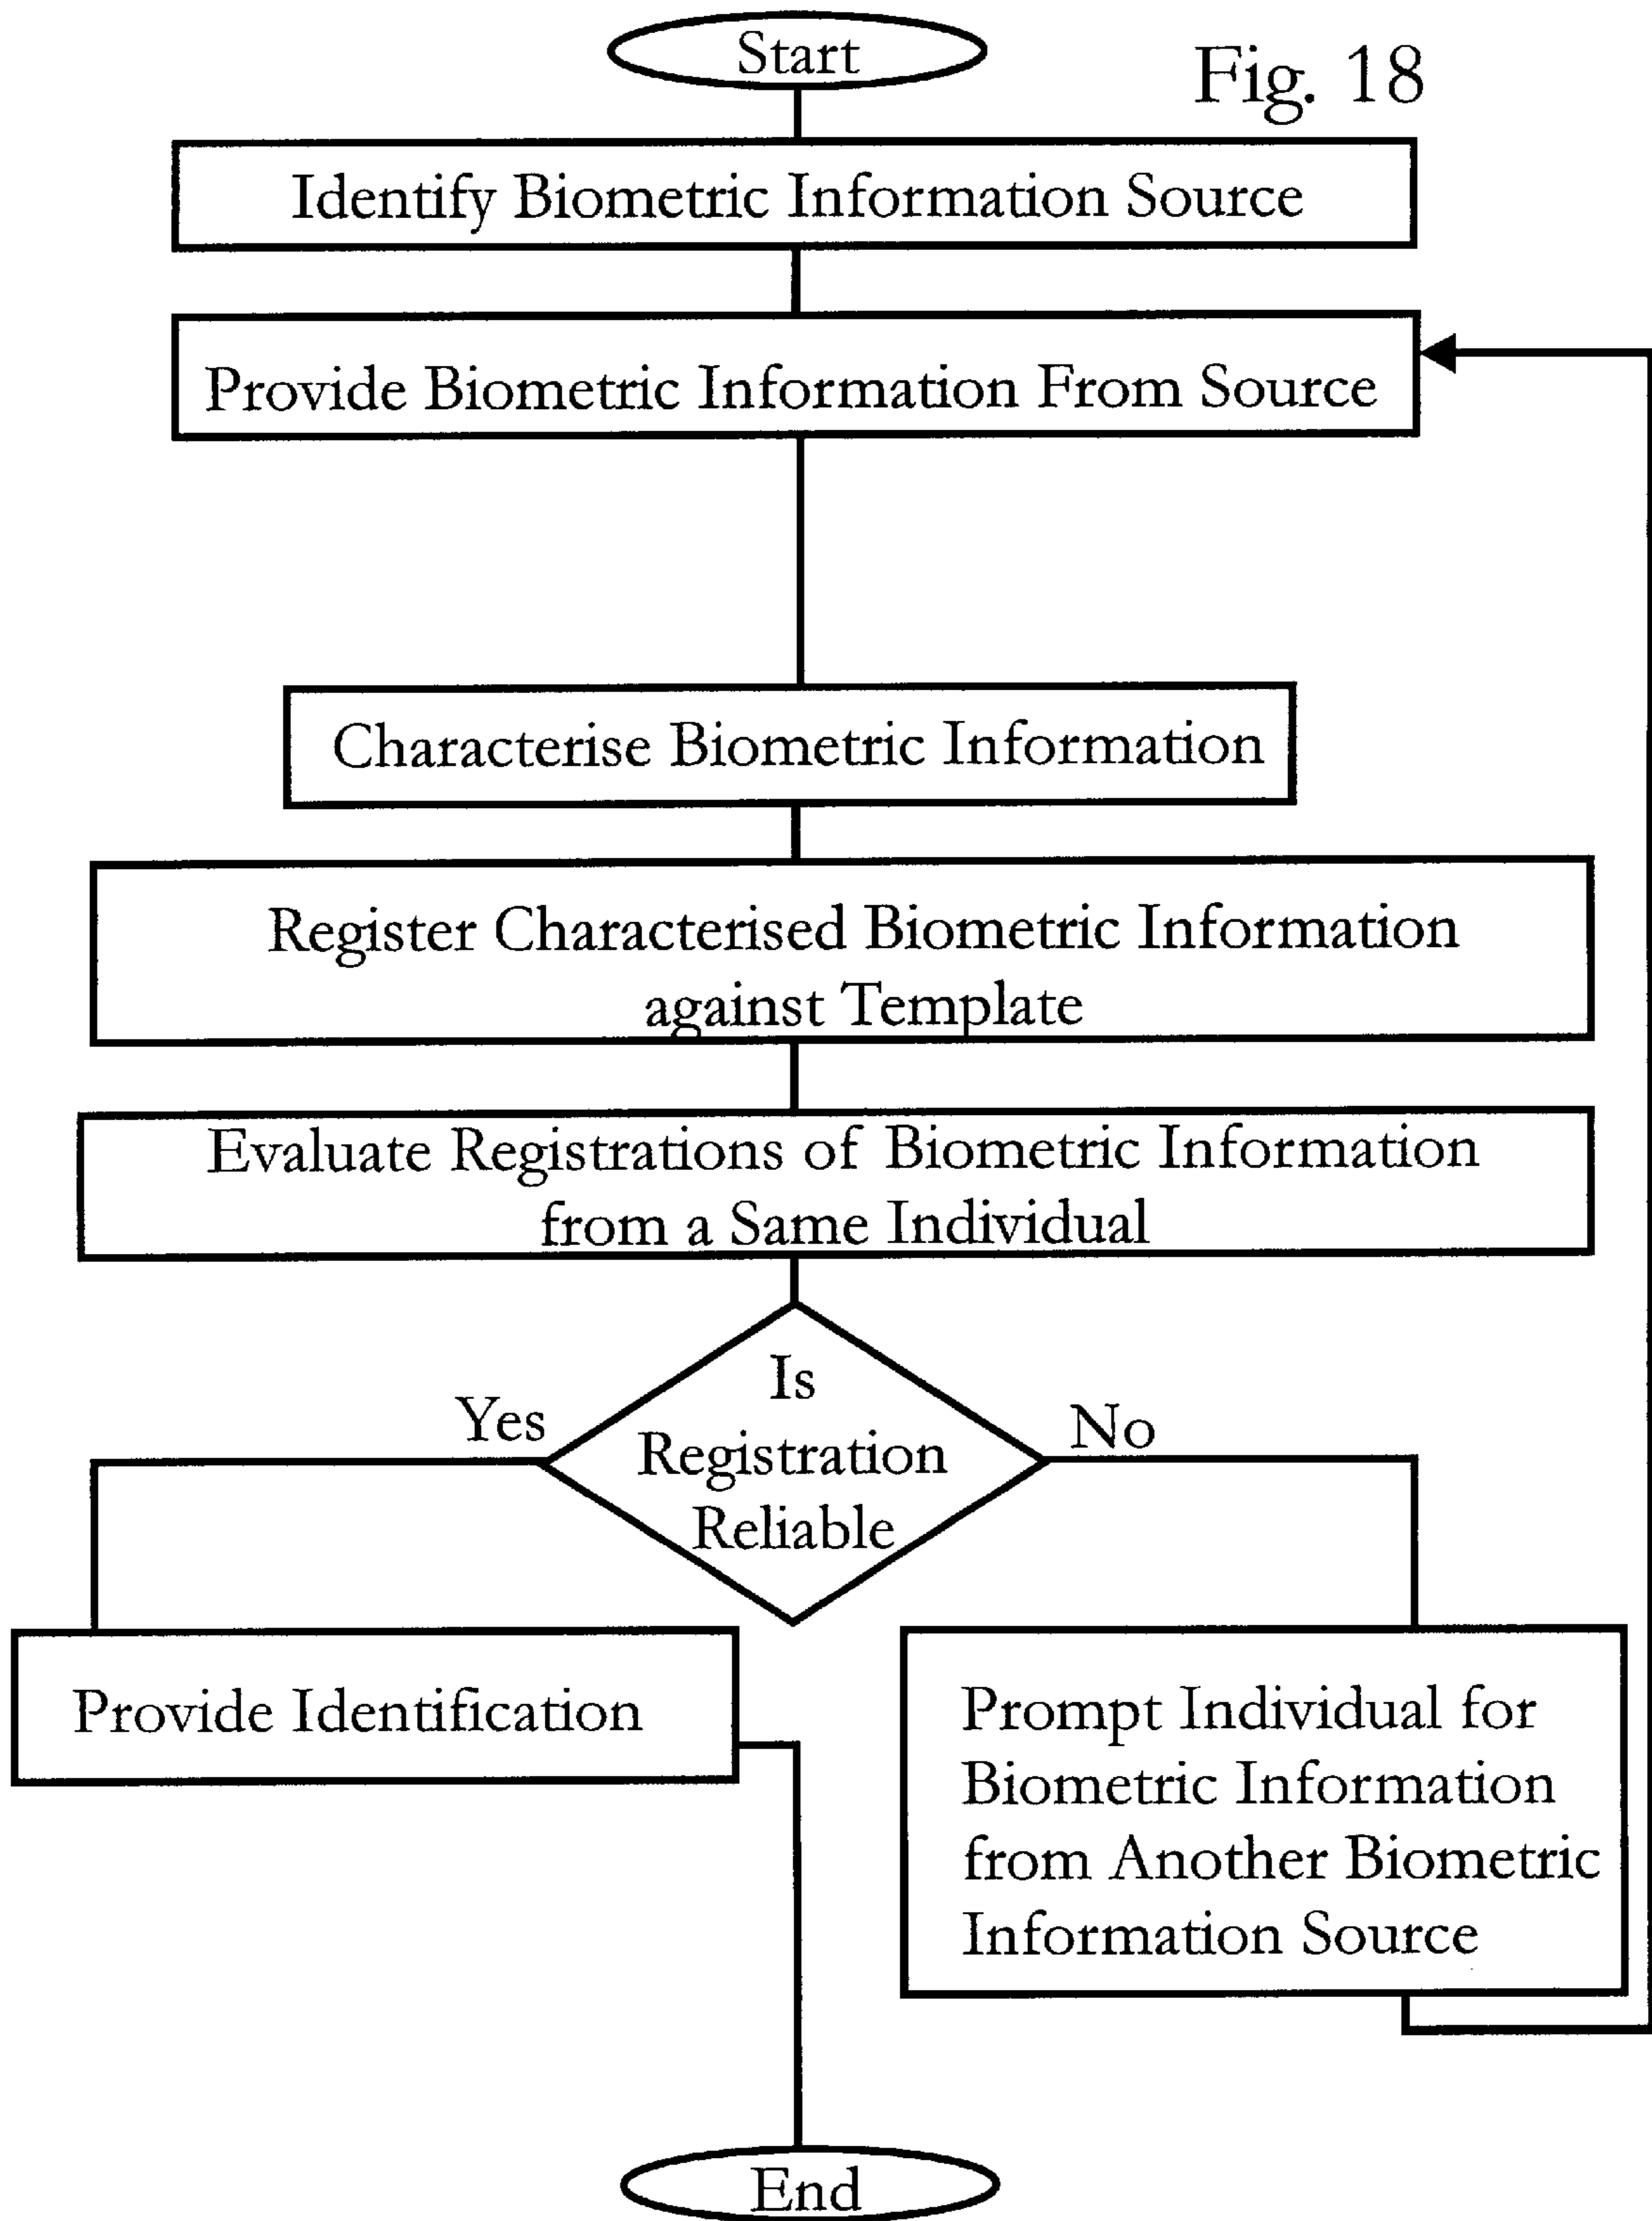 Start
Fig. 18
Identify Biometric Information Source
Provide Biometric Information From Source
Characterise Biometric Information
Register Characterised Biometric Information
against Template
Evaluate Registrations of Biometric Information
from a Same Individual
Is
Registration
Reliable
Yes
No
Provide Identification
Prompt Individual for
Biometric Information
from Another Biometric
Information Source
End